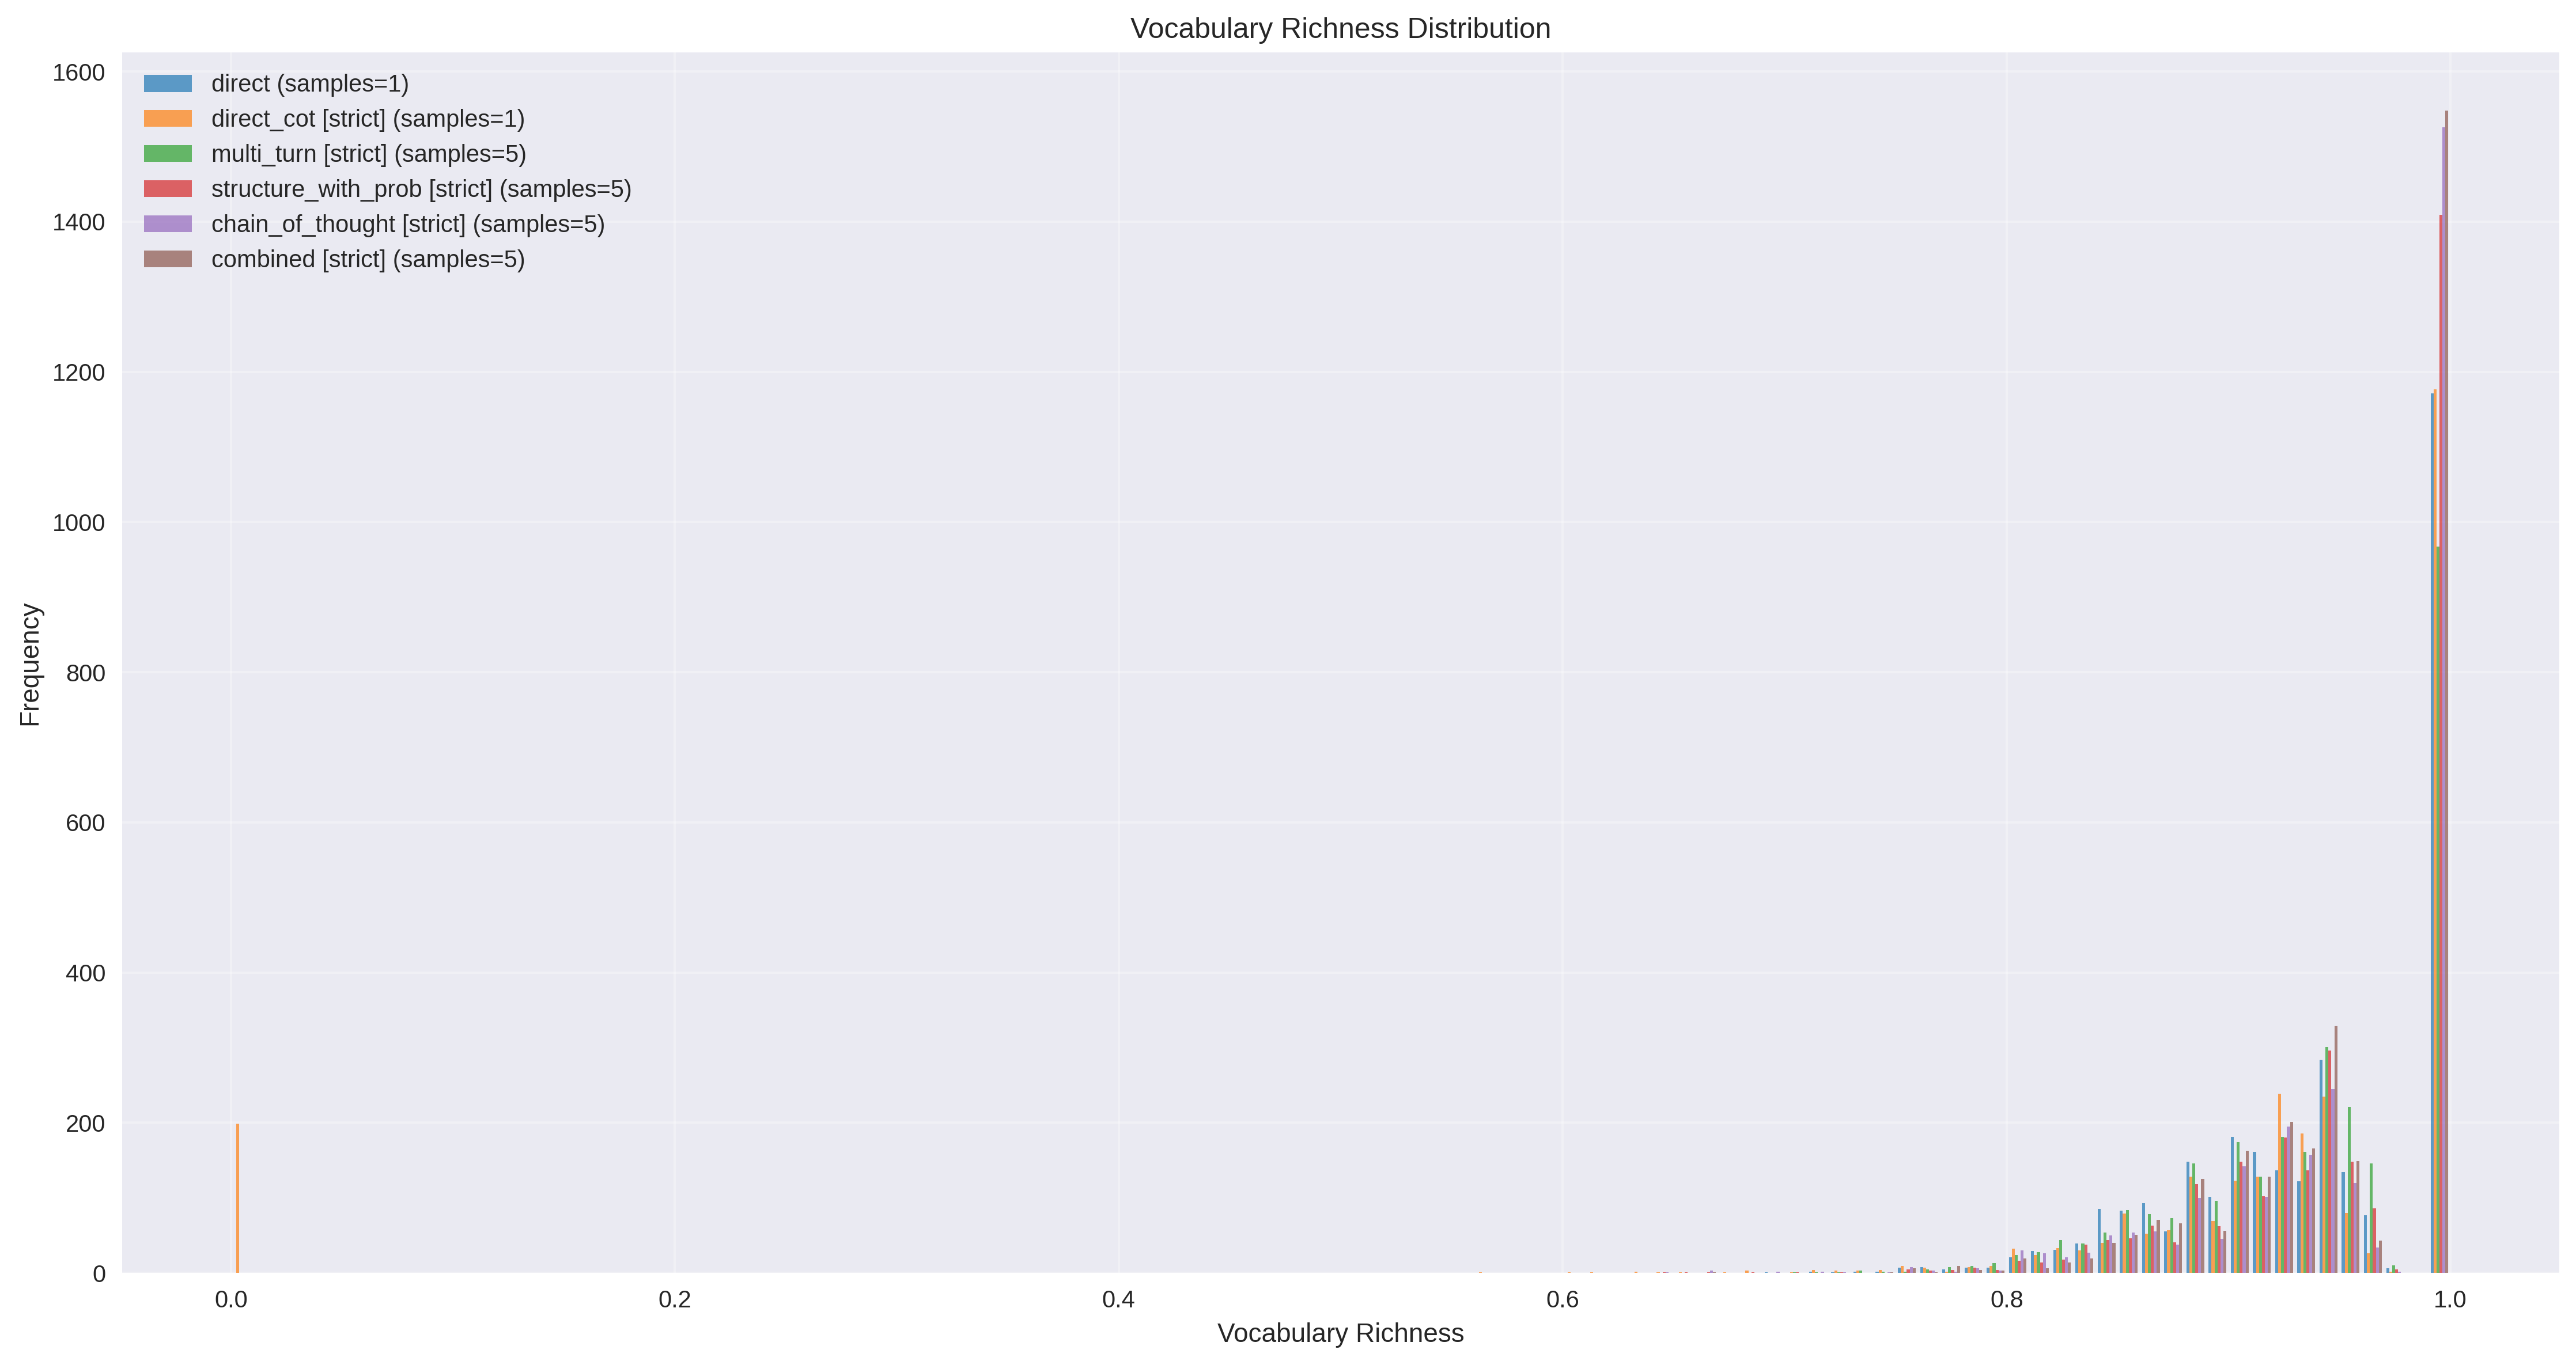 Vocabulary Richness Distribution
1600
1400
1200
1000
800
600
400
200
0
Frequency
direct (samples=1)
direct_cot [strict] (samples=1)
multi_turn [strict] (samples=5)
structure_with_prob [strict] (samples=5)
chain_of_thought [strict] (samples=5)
combined [strict] (samples=5)
0.0 0.2 0.4 0.6 0.8 1.0
Vocabulary Richness